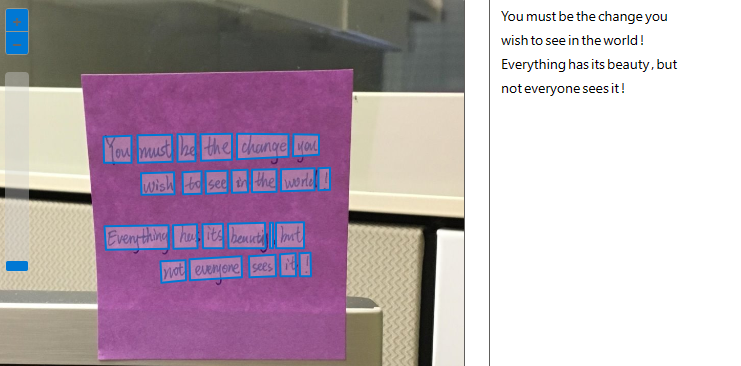 You must be the change you
wish to see in the world !
Everything has its beauty , but
not everyone sees it !
You must be the change you
wish to see in the world !
Everything has its beauty , but
not everyone sees it !